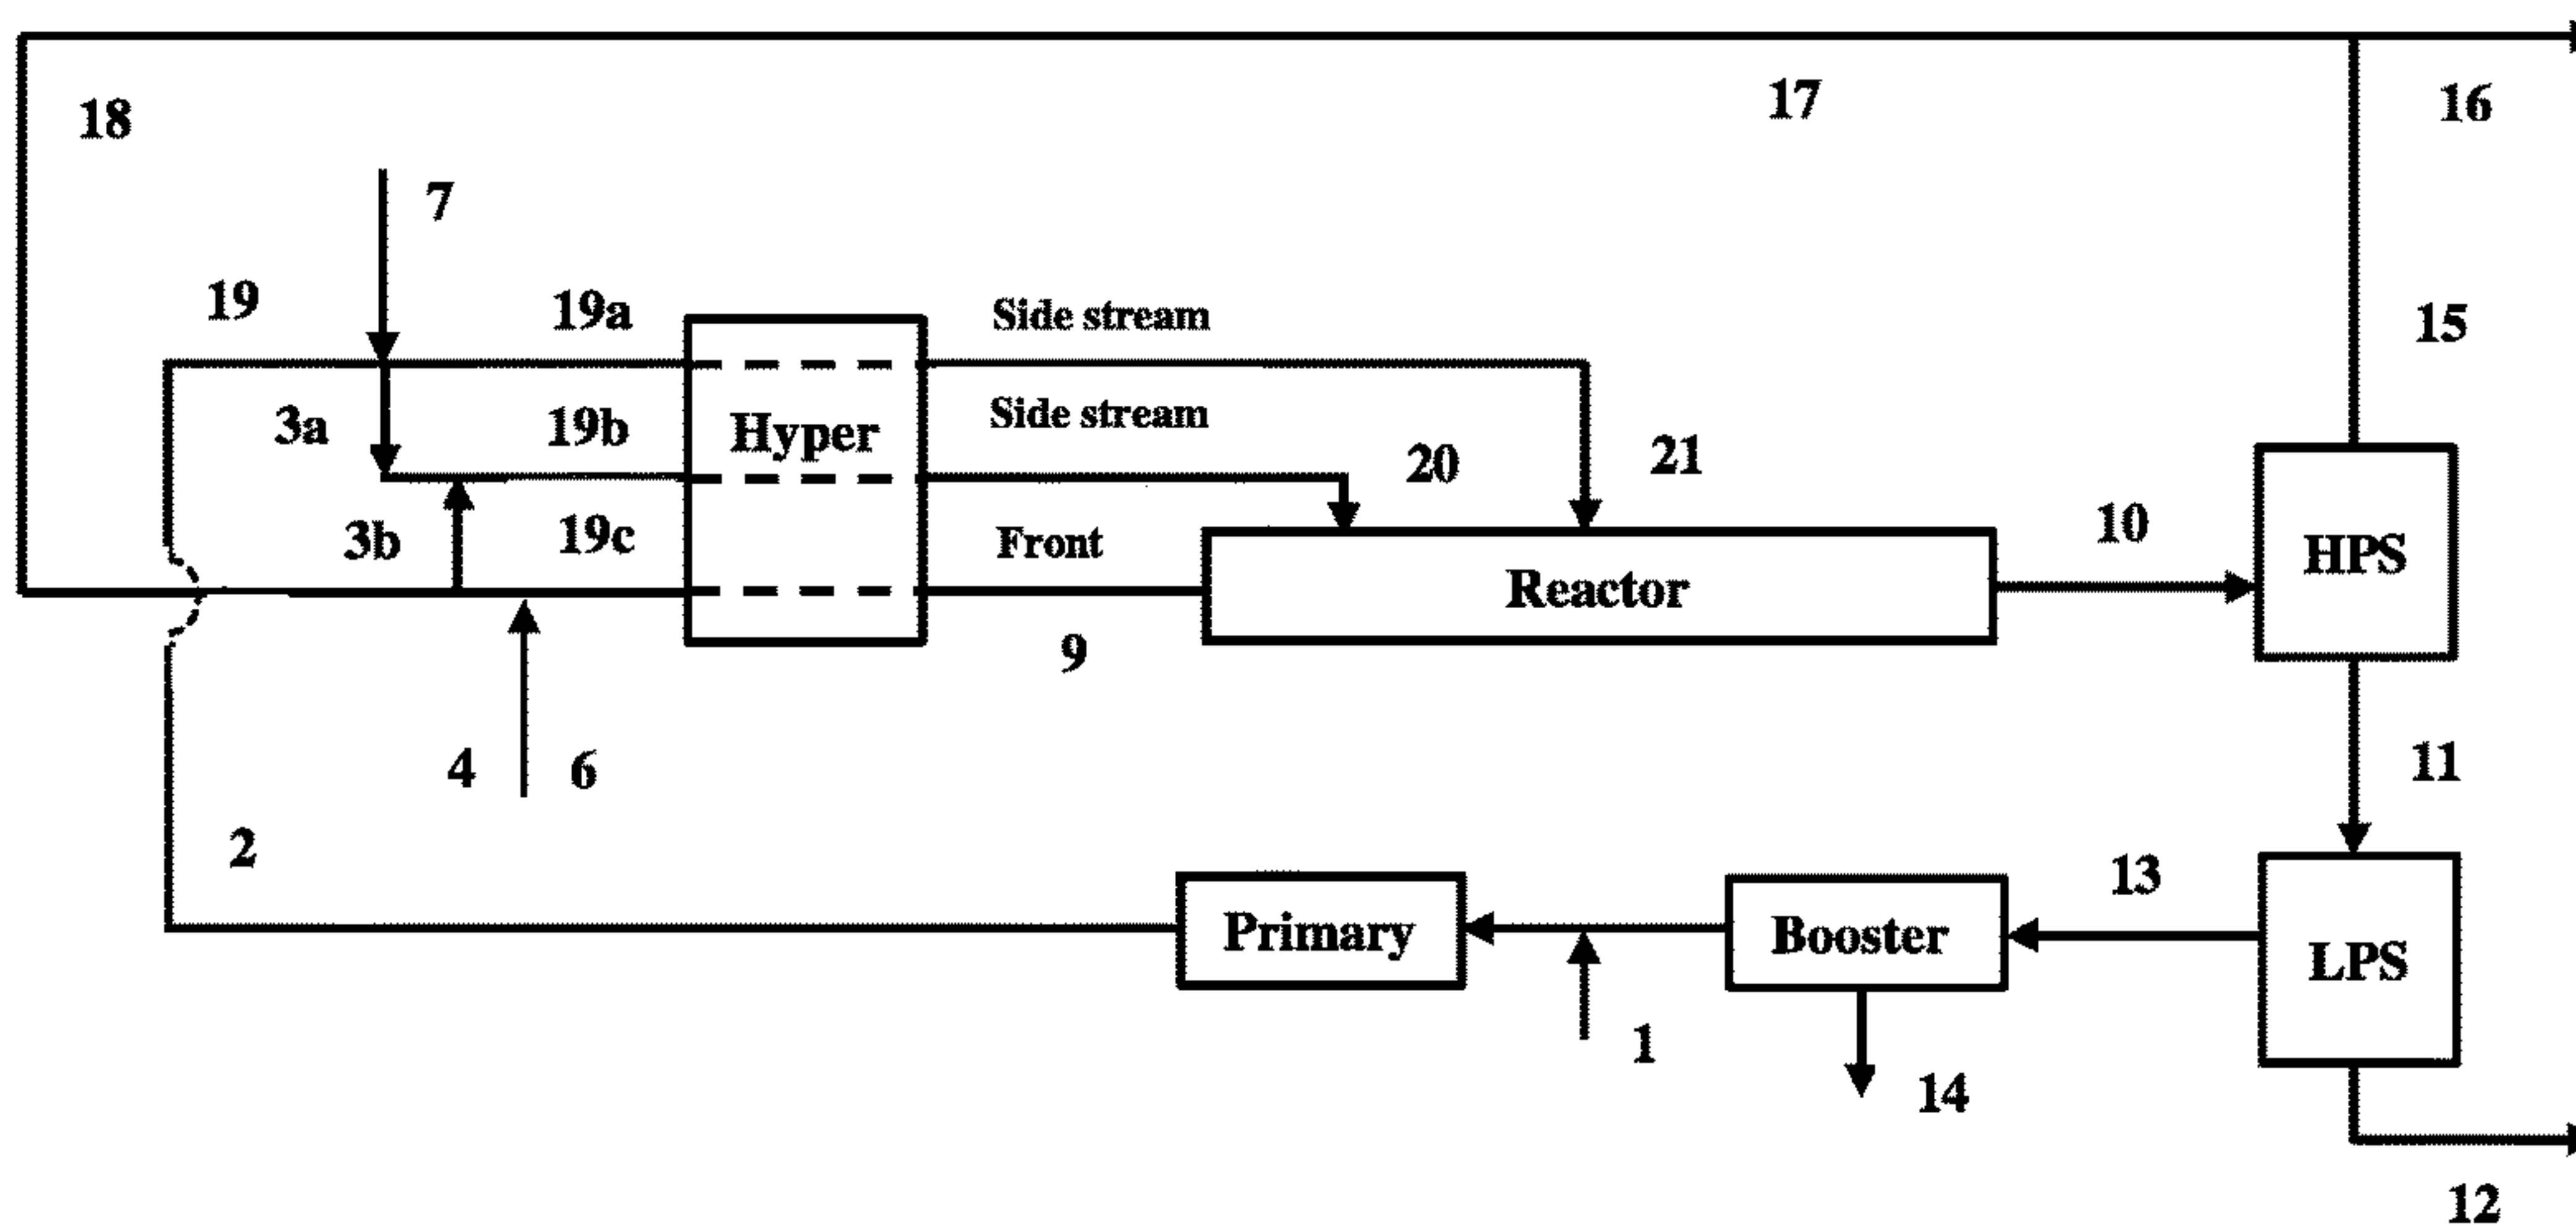 17
16
18
7
19
19a
Side stream
15
3a
19b
Hyper
Side stream
20
21
10
3b
19c
Front
Reactor
HPS
9
4
6
11
2
13
Primary
Booster
LPS
1
14
12